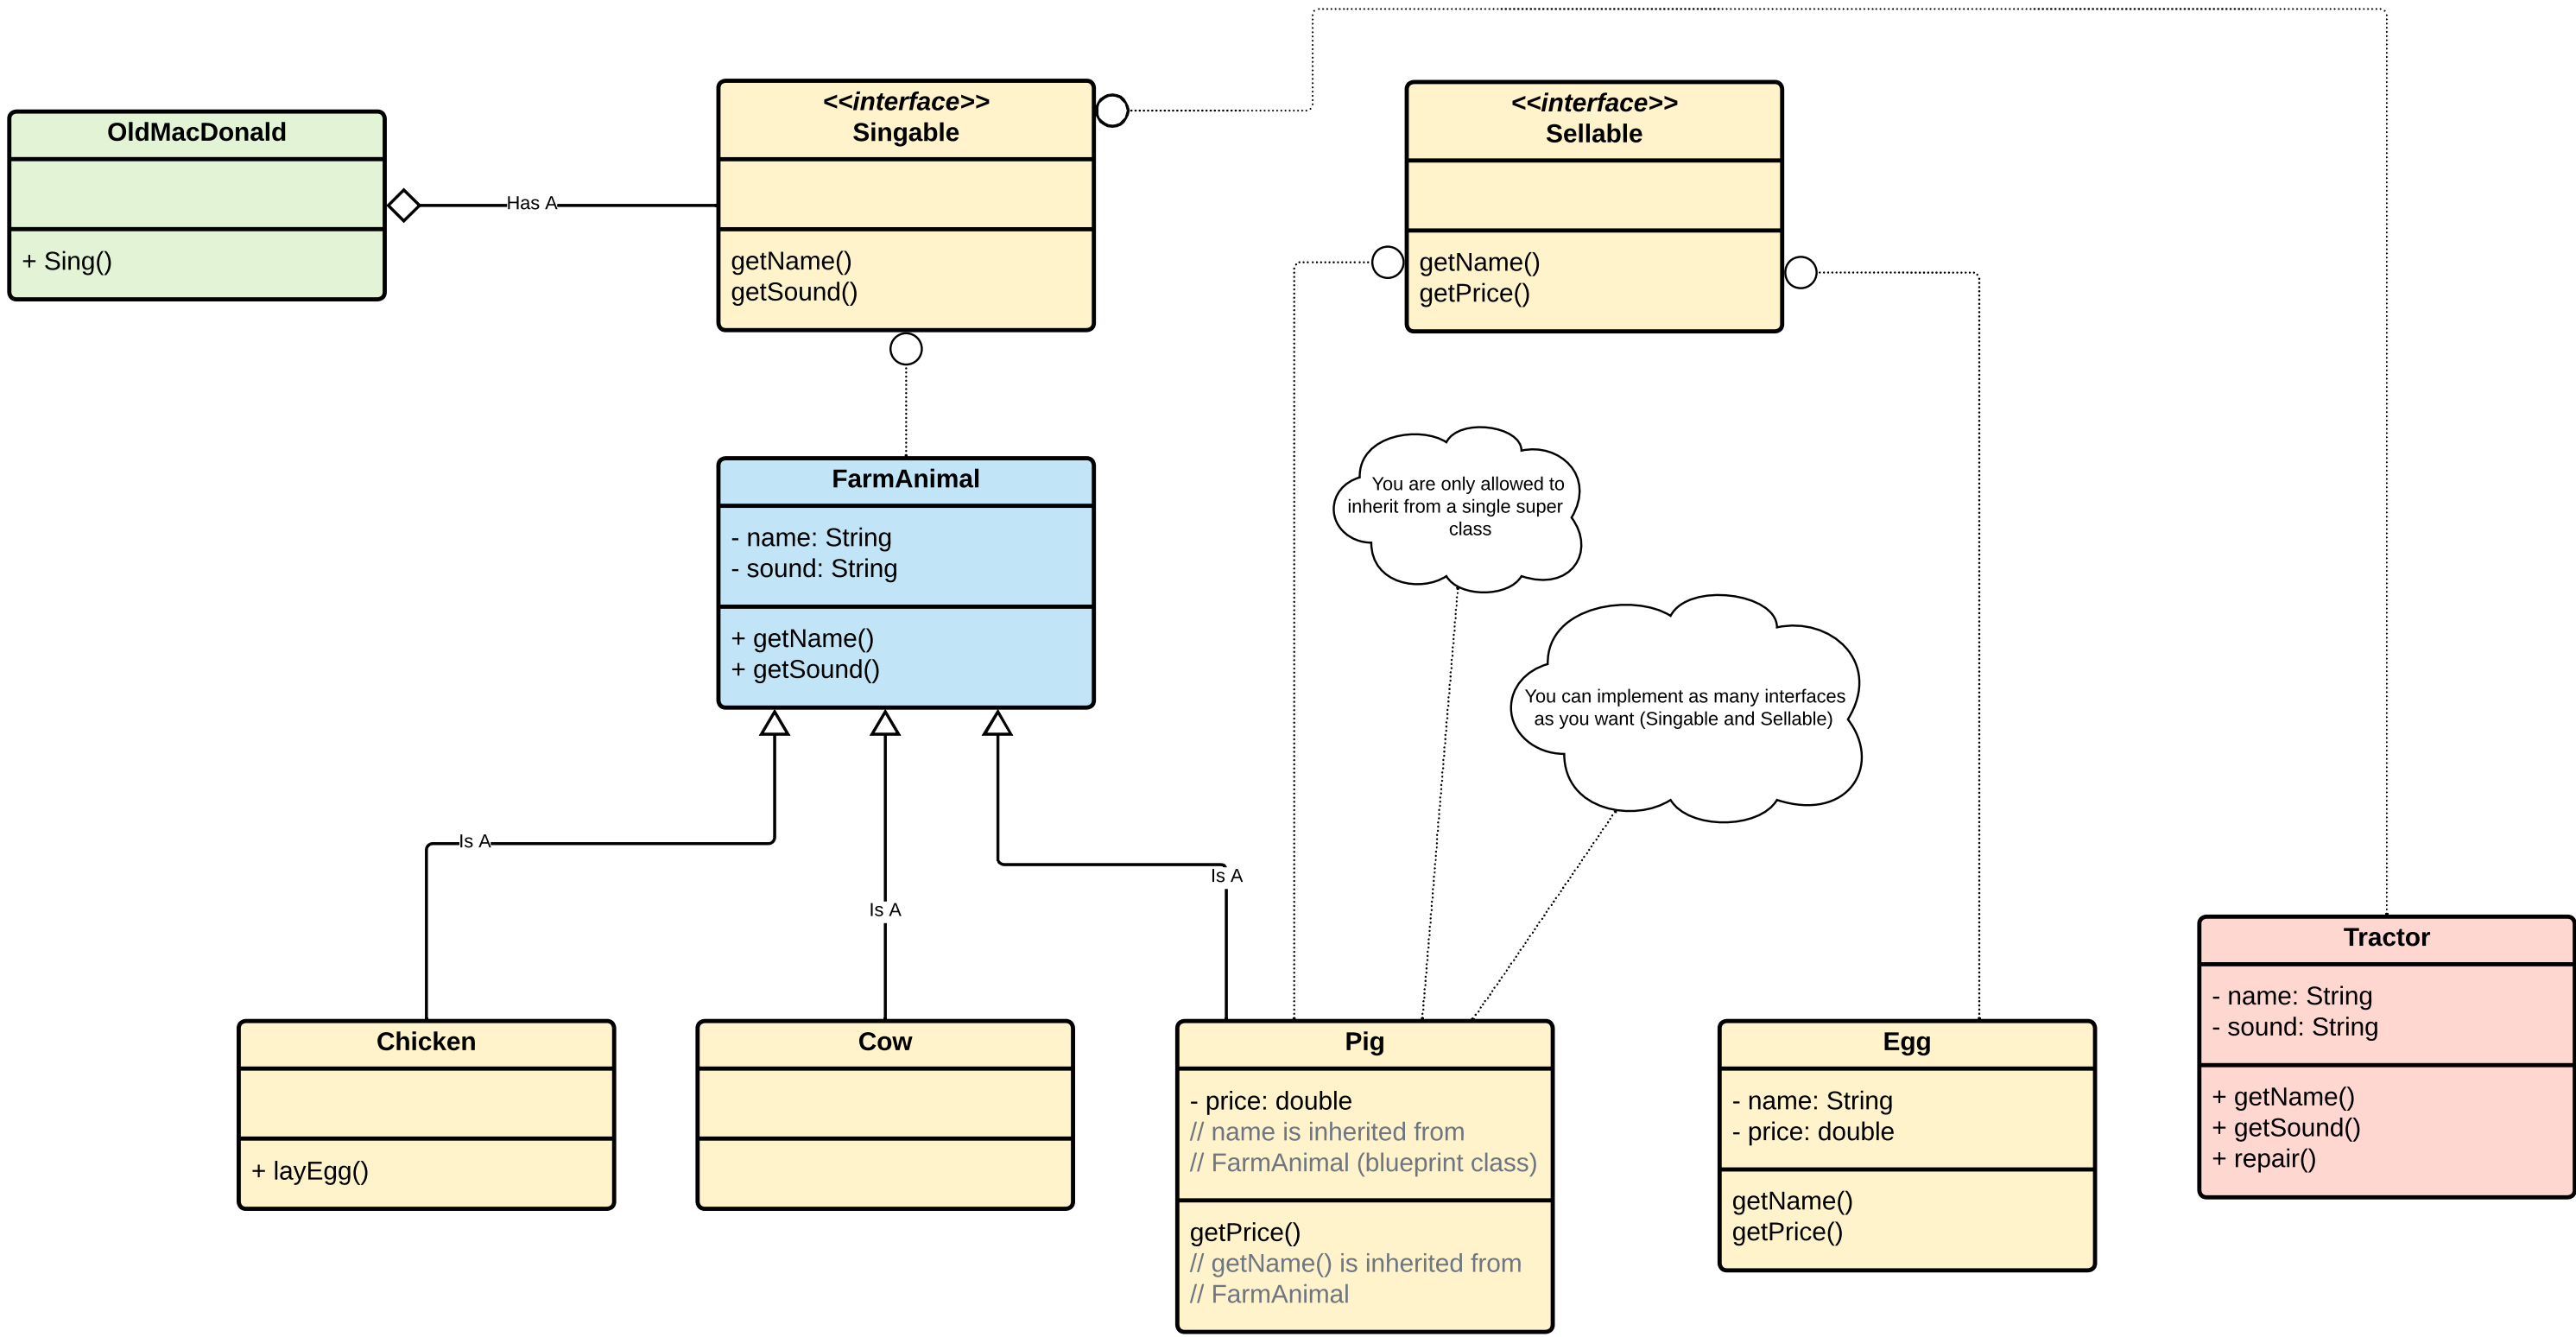 OldMacDonald
+ Sing()
Has A
<<interface>>
Singable
getName()
getSound()
<<interface>>
Sellable
getName()
getPrice()
FarmAnimal
- name: String
- sound: String
+ getName()
+ getSound()
You are only allowed to
inherit from a single super
class
You can implement as many interfaces
as you want (Singable and Sellable)
Is A
Is A
Is A
Chicken
+ layEgg()
Cow
Pig
- price: double
// name is inherited from
// FarmAnimal (blueprint class)
getPrice()
// getName() is inherited from
// FarmAnimal
Egg
- name: String
- price: double
getName()
getPrice()
Tractor
- name: String
- sound: String
+ getName()
+ getSound()
+ repair()